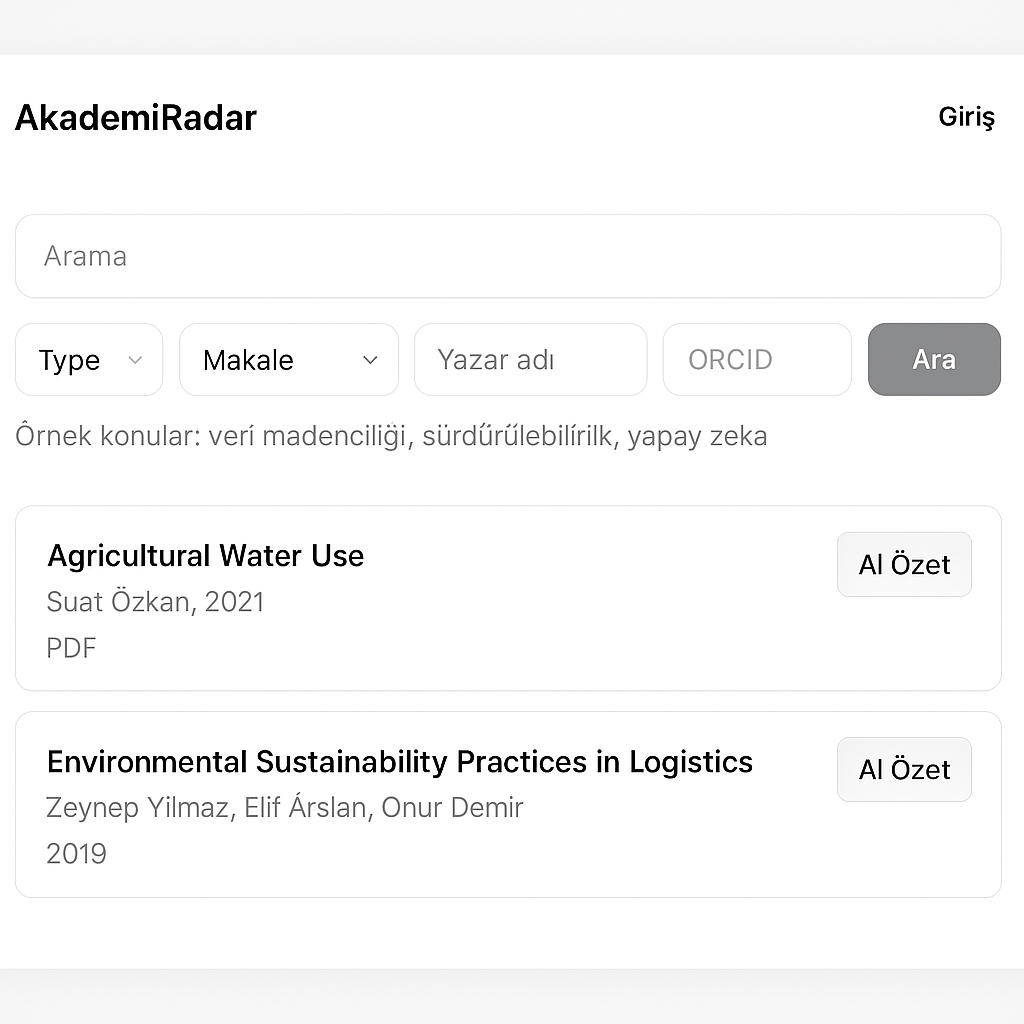 AkademiRadar
Giriş
Arama
Type
Makale
Yazar adı
ORCID
Ara
Ôrnek konular: verí madenciliği, sürdűrűlebilírilk, yapay zeka
Agricultural Water Use
Al Özet
Suat Özkan, 2021
PDF
Environmental Sustainability Practices in Logistics
Al Özet
Zeynep Yilmaz, Elif Árslan, Onur Demir
2019